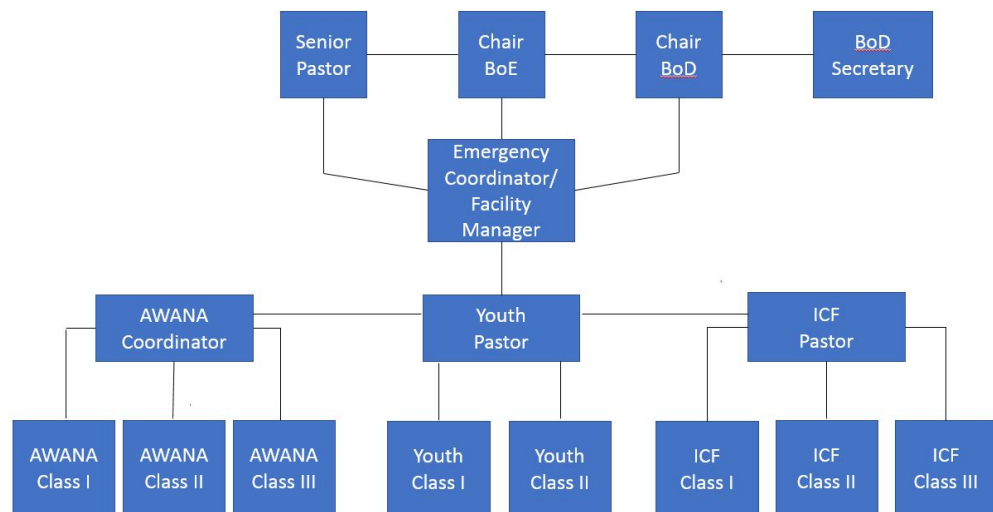 Senior
Pastor
Chair
BoE
Chair
BoD
BoD
Secretary
Emergency
Coordinator/
Facility
Manager
AWANA
Coordinator
Youth
Pastor
ICF
Pastor
AWANA
Class I
AWANA
Class II
AWANA
Class III
Youth
Class I
Youth
Class II
ICF
Class I
ICF
Class II
ICF
Class III